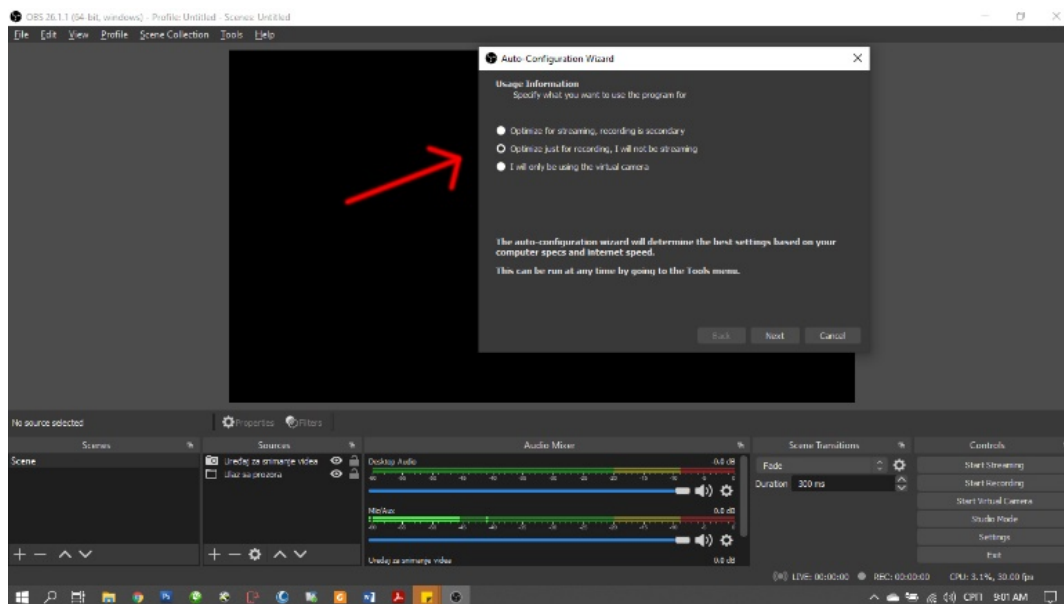 OBS 26.1.1 (64-bit, windows) - Profile: Untitled - Scenes: Untitled
File Edit View Profile Scene Collection Tools Help
Auto-Configuration Wizard
Usage Information
Specify what you want to use the program for
Optimize for streaming, recording is secondary
Optimize just for recording, I will not be streaming
I will only be using the virtual camera
The auto-configuration wizard will determine the best settings based on your
computer specs and internet speed.
This can be run at any time by going to the Tools menu.
Back Next Cancel
No source selected Properties Filters
Scenes Sources Audio Mixer Scene Transitions Controls
Scene
Uređaj za snimanje videa
Ulaz sa prozora
Desktop Audio 0.0 dB
Mic/Aux 0.0 dB
Uređaj za snimanje videa 0.0 dB
Fade
Duration 300 ms
Start Streaming
Start Recording
Start Virtual Camera
Studio Mode
Settings
Exit
LIVE: 00:00:00 REC: 00:00:00 CPU: 3.1%, 30.00 fps
СРП 9:01 AM